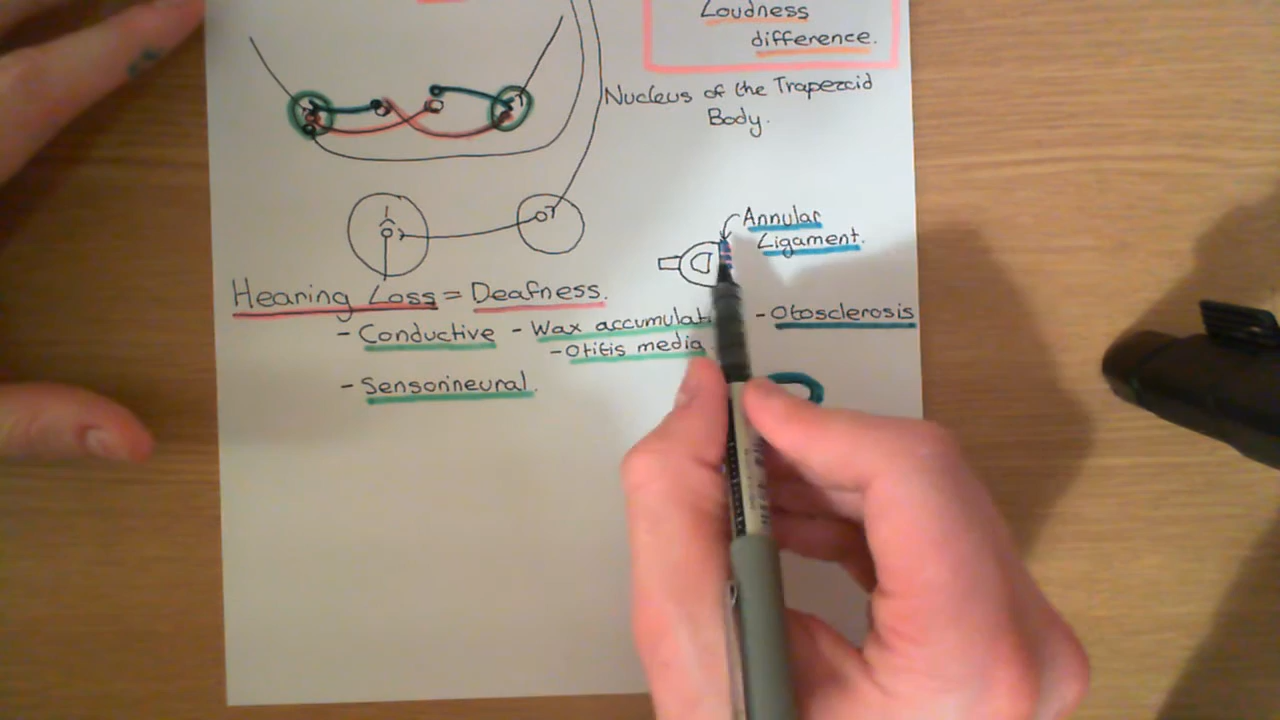 Loudness
difference.
Nucleus of the Trapezoid
Body.
Annular
Ligament.
Hearing Loss = Deafness.
- Conductive - Wax accumulat - Otosclerosis
- Otitis media
- Sensorineural.